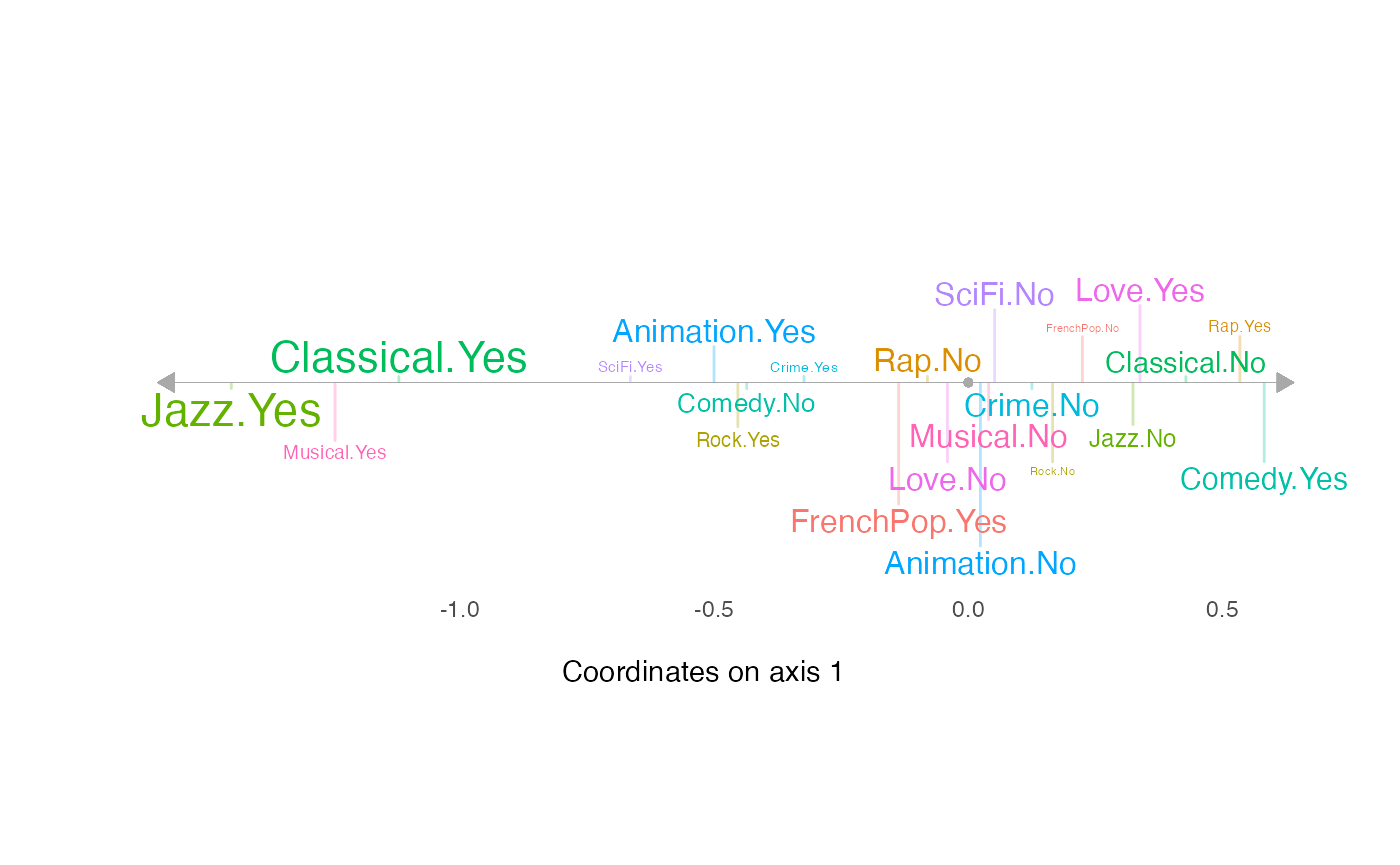 SciFi.No
Love.Yes
FrenchPop.No
Rap.Yes
Animation.Yes
Classical.Yes
SciFi.Yes
Crime.Yes
Rap.No
Classical.No
Jazz.Yes
Comedy.No
Crime.No
Musical.Yes
Rock.Yes
Musical.No
Jazz.No
Rock.No
Love.No
Comedy.Yes
FrenchPop.Yes
Animation.No
-1.0
-0.5
0.0
0.5
Coordinates on axis 1